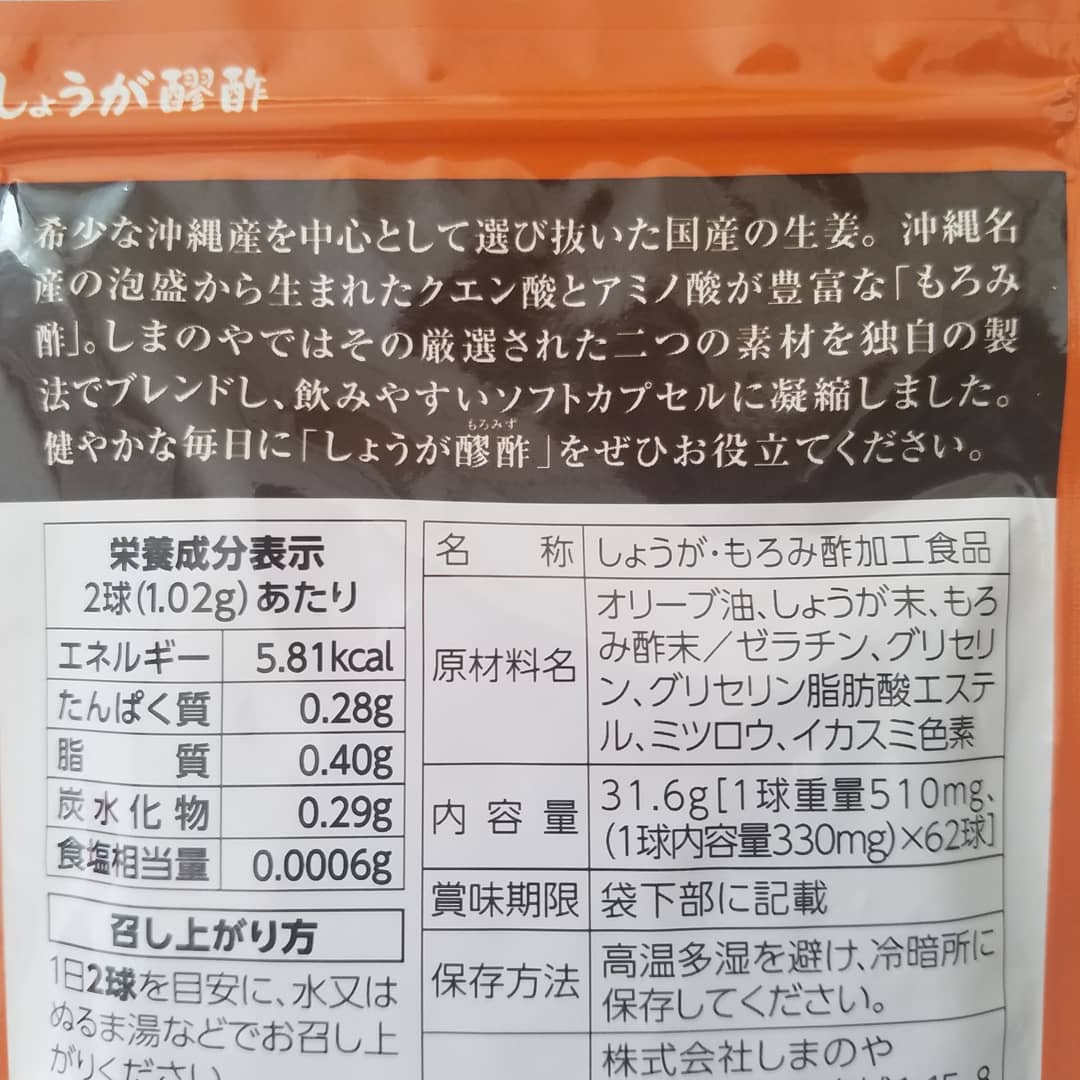 しょうが醪酢
希少な沖縄産を中心として選び抜いた国産の生姜。沖縄名
産の泡盛から生まれたクエン酸とアミノ酸が豊富な「もろみ
酢」。しまのやではその厳選された二つの素材を独自の製
法でブレンドし、飲みやすいソフトカプセルに凝縮しました。
もろみず
健やかな毎日に「しょうが醪酢」をぜひお役立てください。
栄養成分表示
2球(1.02g)あたり
エネルギー 5.81kcal
たんぱく質 0.28g
脂質 0.40g
炭水化物 0.29g
食塩相当量 0.0006g
召し上がり方
1日2球を目安に、水又は
ぬるま湯などでお召し上
がりください。
名称 しょうが・もろみ酢加工食品
原材料名 オリーブ油、しょうが末、もろ
み酢末／ゼラチン、グリセリ
ン、グリセリン脂肪酸エステ
ル、ミツロウ、イカスミ色素
内容量 31.6g[1球重量510mg、
(1球内容量330mg)×62球]
賞味期限 袋下部に記載
保存方法 高温多湿を避け、冷暗所に
保存してください。
株式会社しまのや